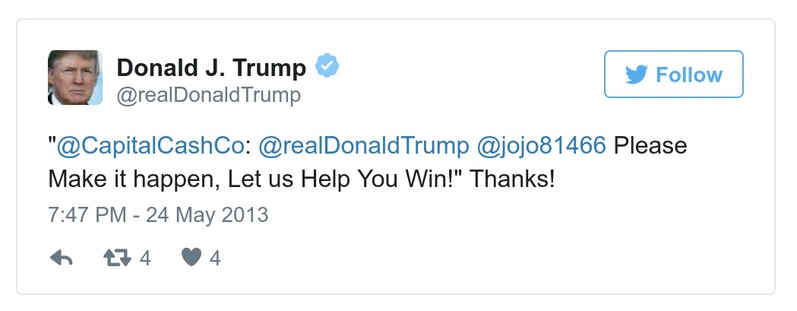 Donald J. Trump
@realDonaldTrump
Follow
"@CapitalCashCo: @realDonaldTrump @jojo81466 Please
Make it happen, Let us Help You Win!" Thanks!
7:47 PM - 24 May 2013
4 4